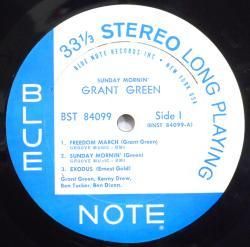 33 1/3 STEREO LONG PLAYING
BLUE NOTE RECORDS INC • NEW YORK USA
SUNDAY MORNIN'
GRANT GREEN
BST 84099
Side 1
(BNST 84099-A)
1. FREEDOM MARCH (Grant Green)
GROOVE MUSIC - BMI
2. SUNDAY MORNIN' (Green)
GROOVE MUSIC - BMI
3. EXODUS (Ernest Gold)
Grant Green, Kenny Drew,
Ben Tucker, Ben Dixon.
BLUE
NOTE